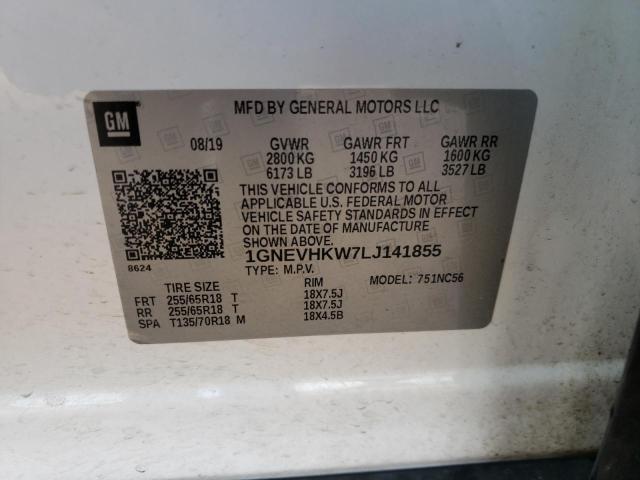 GM
MFD BY GENERAL MOTORS LLC
08/19 GVWR GAWR FRT GAWR RR
2800 KG 1450 KG 1600 KG
6173 LB 3196 LB 3527 LB
THIS VEHICLE CONFORMS TO ALL
APPLICABLE U.S. FEDERAL MOTOR
VEHICLE SAFETY STANDARDS IN EFFECT
ON THE DATE OF MANUFACTURE
SHOWN ABOVE.
1GNEVHKW7LJ141855
8624
TYPE: M.P.V. MODEL: 751NC56
TIRE SIZE RIM
FRT 255/65R18 T 18X7.5J
RR 255/65R18 T 18X7.5J
SPA T135/70R18 M 18X4.5B